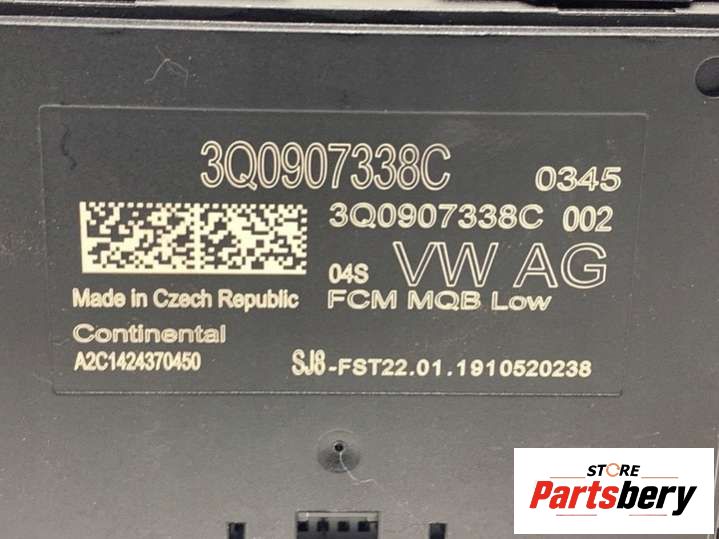 3Q0907338C 0345
3Q0907338C 002
04S VW AG
Made in Czech Republic FCM MQB Low
Continental
A2C1424370450 SJ8-FST22.01.1910520238
STORE
Partsbery